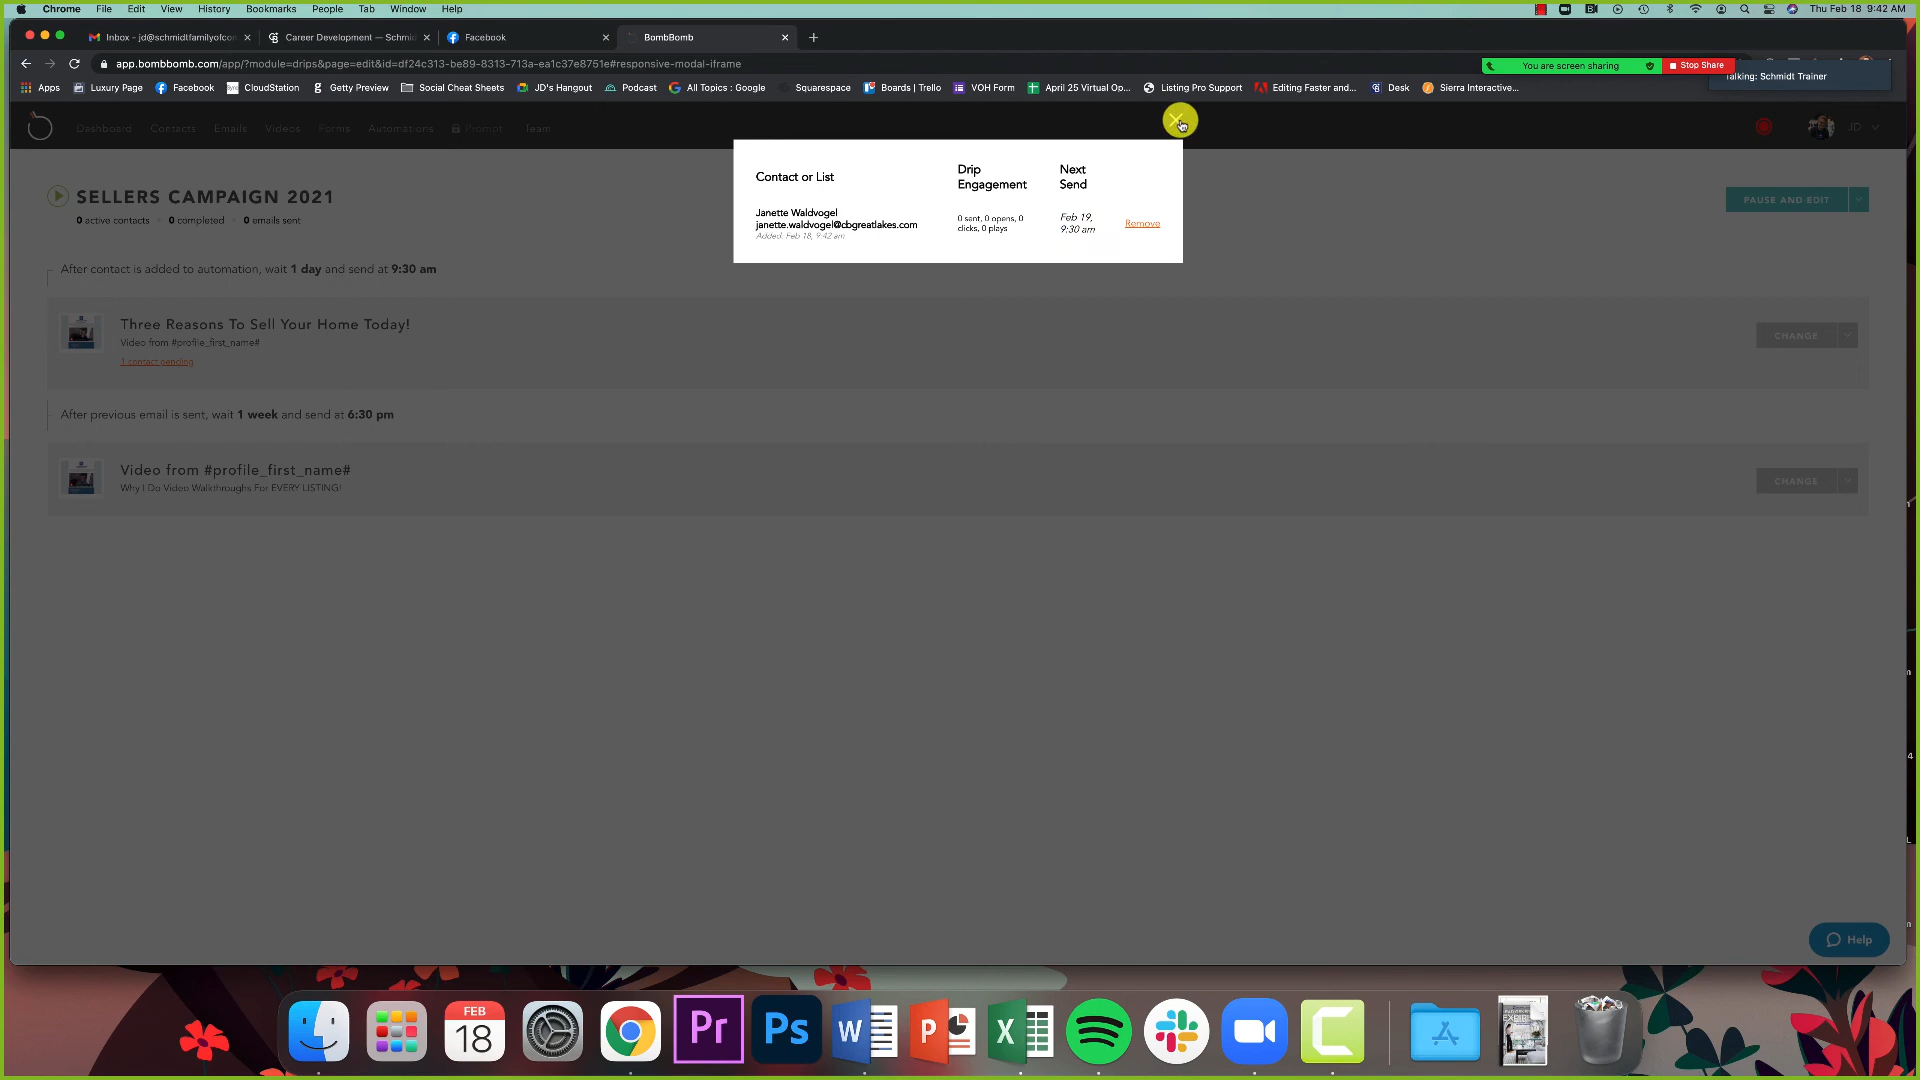 Chrome File Edit View History Bookmarks People Tab Window Help
Thu Feb 18 9:42 AM
Inbox - jd@schmidtfamilyofcon
Career Development — Schmid
Facebook
BombBomb
app.bombbomb.com/app/?module=drips&page=edit&id=df24c313-be89-8313-713a-ea1c37e8751e#responsive-modal-iframe
You are screen sharing
Stop Share
Talking: Schmidt Trainer
Apps
Luxury Page
Facebook
CloudStation
Getty Preview
Social Cheat Sheets
JD's Hangout
Podcast
All Topics : Google
Squarespace
Boards | Trello
VOH Form
April 25 Virtual Op...
Listing Pro Support
Editing Faster and...
Desk
Sierra Interactive...
Dashboard Contacts Emails Videos Forms Automations Prompt Team
JD
Contact or List
Drip
Engagement
Next
Send
Janette Waldvogel
janette.waldvogel@cbgreatlakes.com
Added: Feb 18, 9:42 am
0 sent, 0 opens, 0
clicks, 0 plays
Feb 19,
9:30 am
Remove
SELLERS CAMPAIGN 2021
0 active contacts 0 completed 0 emails sent
PAUSE AND EDIT
After contact is added to automation, wait 1 day and send at 9:30 am
Three Reasons To Sell Your Home Today!
Video from #profile_first_name#
1 contact pending
CHANGE
After previous email is sent, wait 1 week and send at 6:30 pm
Video from #profile_first_name#
Why I Do Video Walkthroughs For EVERY LISTING!
CHANGE
Help
FEB
18
Pr
Ps
W
P
X